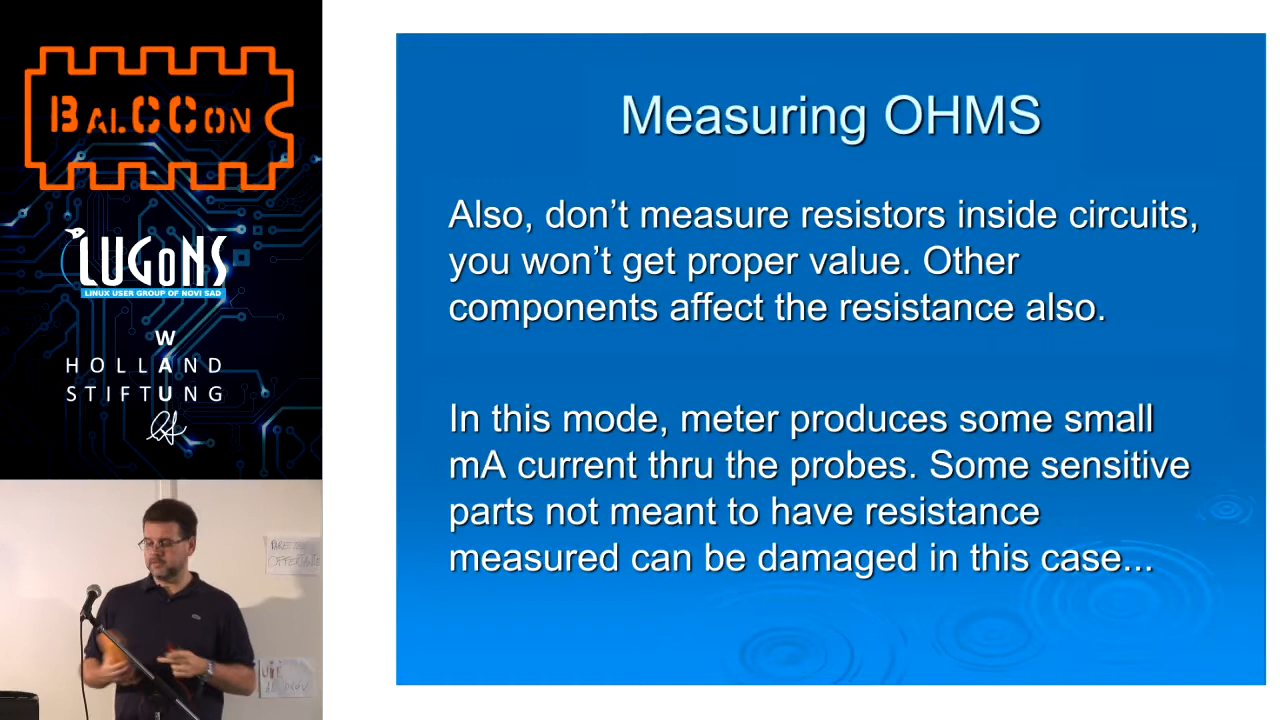 BALCCON
LUGONS
LINUX USER GROUP OF NOVI SAD
W
HOLLAND
STIFTUNG
Measuring OHMS
Also, don't measure resistors inside circuits,
you won't get proper value. Other
components affect the resistance also.
In this mode, meter produces some small
mA current thru the probes. Some sensitive
parts not meant to have resistance
measured can be damaged in this case...